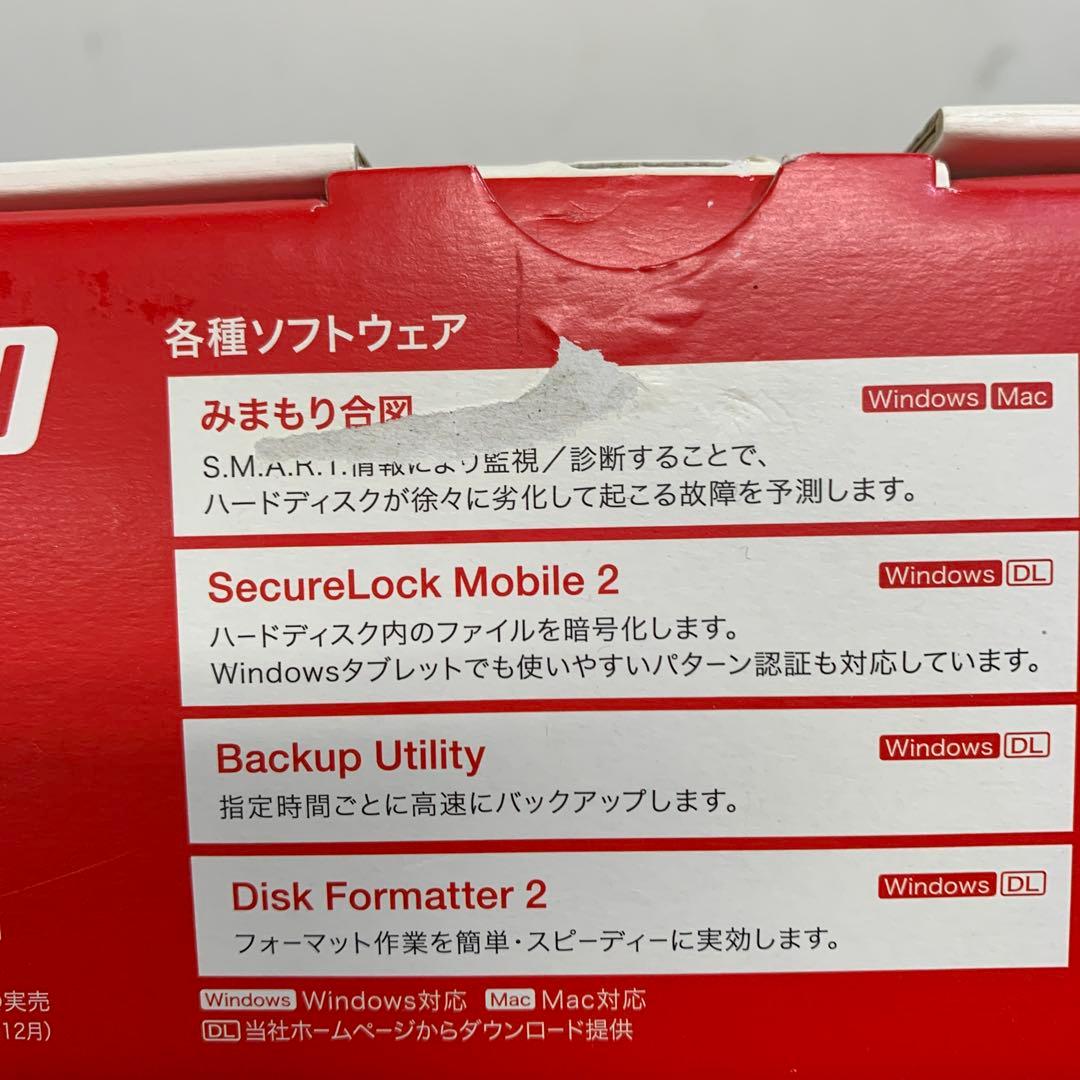 各種ソフトウェア
みまもり合図
Windows Mac
S.M.A.R.T.情報により監視／診断することで、
ハードディスクが徐々に劣化して起こる故障を予測します。
SecureLock Mobile 2
Windows DL
ハードディスク内のファイルを暗号化します。
Windowsタブレットでも使いやすいパターン認証も対応しています。
Backup Utility
Windows DL
指定時間ごとに高速にバックアップします。
Disk Formatter 2
Windows DL
フォーマット作業を簡単・スピーディーに実効します。
Windows Windows対応 Mac Mac対応
DL 当社ホームページからダウンロード提供
の実売
12月)